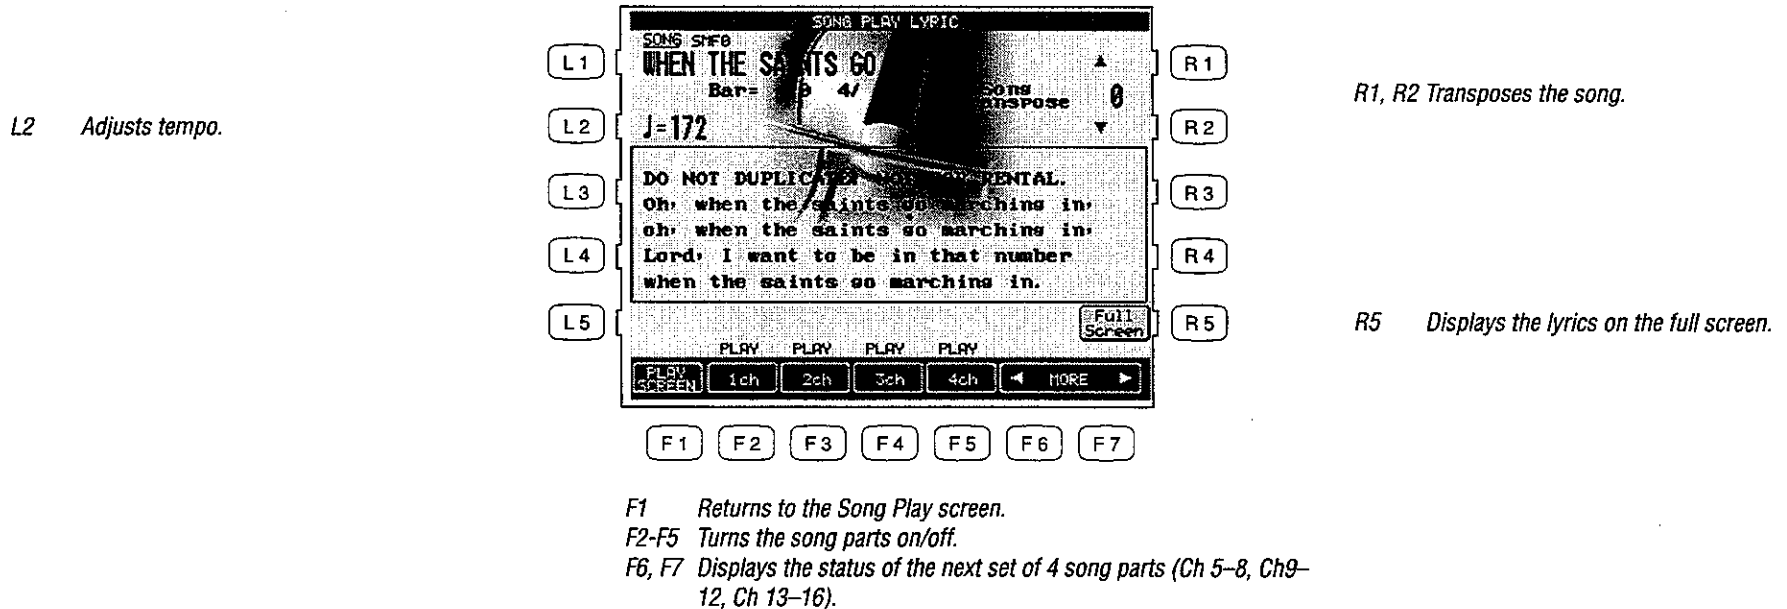 SONG PLAY LYRIC
SONG SMF0
WHEN THE SAINTS GO
Bar= 0 4/
Transpose 0
♩=172
DO NOT DUPLICATE. RENTAL.
Oh, when the saints go marching in,
oh, when the saints go marching in,
Lord, I want to be in that number
when the saints go marching in.
Full
Screen
PLAY PLAY PLAY PLAY
PLAY
SCREEN 1ch 2ch 3ch 4ch ◄ MORE ►
L1
L2
L3
L4
L5
R1
R2
R3
R4
R5
F1 F2 F3 F4 F5 F6 F7
L2 Adjusts tempo.
R1, R2 Transposes the song.
R5 Displays the lyrics on the full screen.
F1 Returns to the Song Play screen.
F2-F5 Turns the song parts on/off.
F6, F7 Displays the status of the next set of 4 song parts (Ch 5–8, Ch9–
12, Ch 13–16).